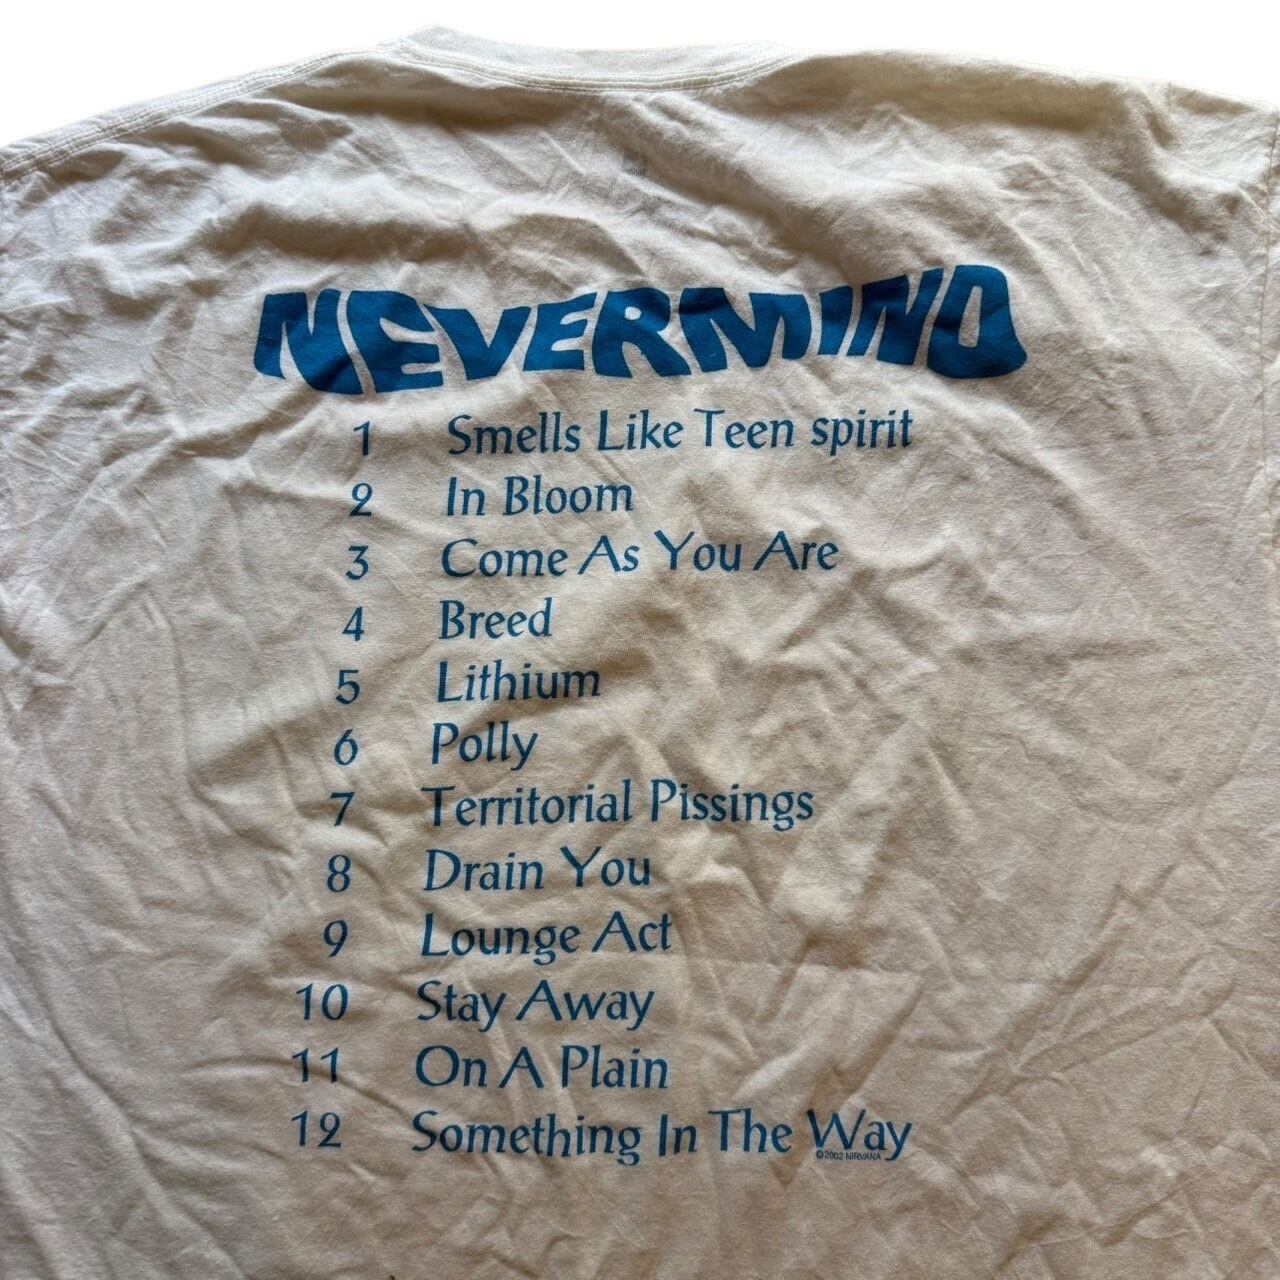 NEVERMIND
1 Smells Like Teen spirit
2 In Bloom
3 Come As You Are
4 Breed
5 Lithium
6 Polly
7 Territorial Pissings
8 Drain You
9 Lounge Act
10 Stay Away
11 On A Plain
12 Something In The Way
©2002 NIRVANA